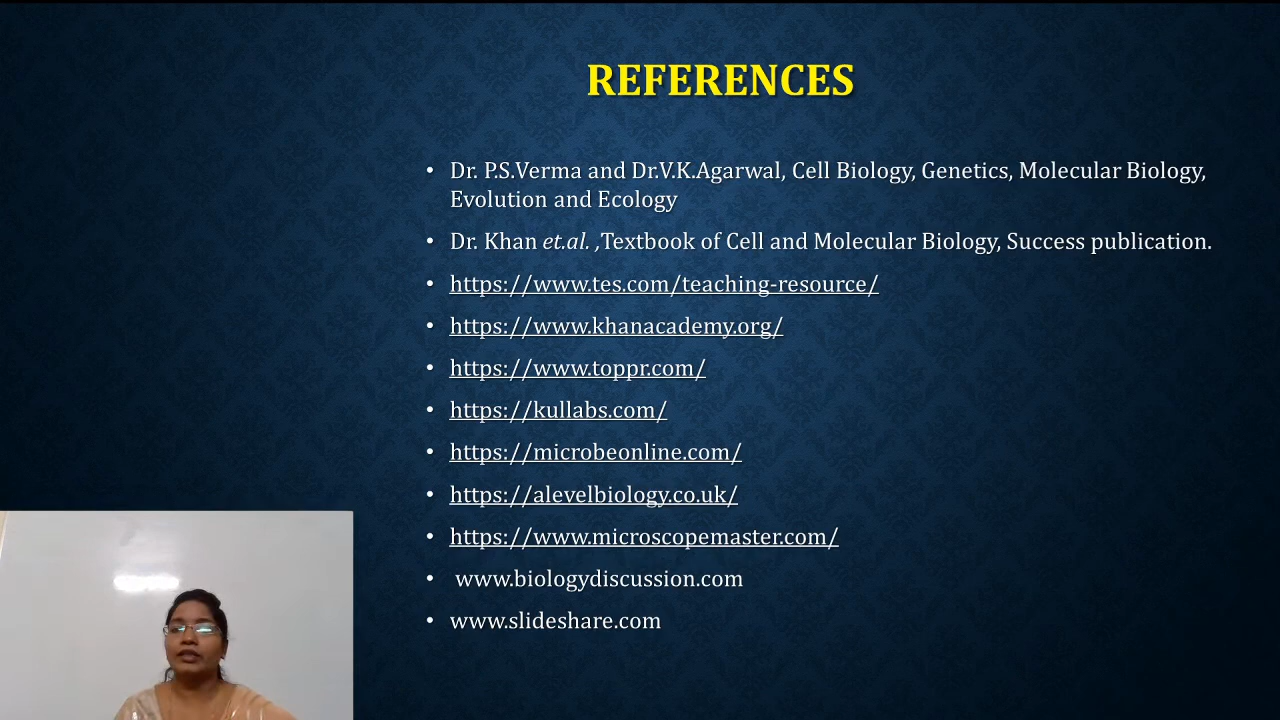 REFERENCES
• Dr. P.S.Verma and Dr.V.K.Agarwal, Cell Biology, Genetics, Molecular Biology,
Evolution and Ecology
• Dr. Khan et.al. ,Textbook of Cell and Molecular Biology, Success publication.
• https://www.tes.com/teaching-resource/
• https://www.khanacademy.org/
• https://www.toppr.com/
• https://kullabs.com/
• https://microbeonline.com/
• https://alevelbiology.co.uk/
• https://www.microscopemaster.com/
• www.biologydiscussion.com
• www.slideshare.com